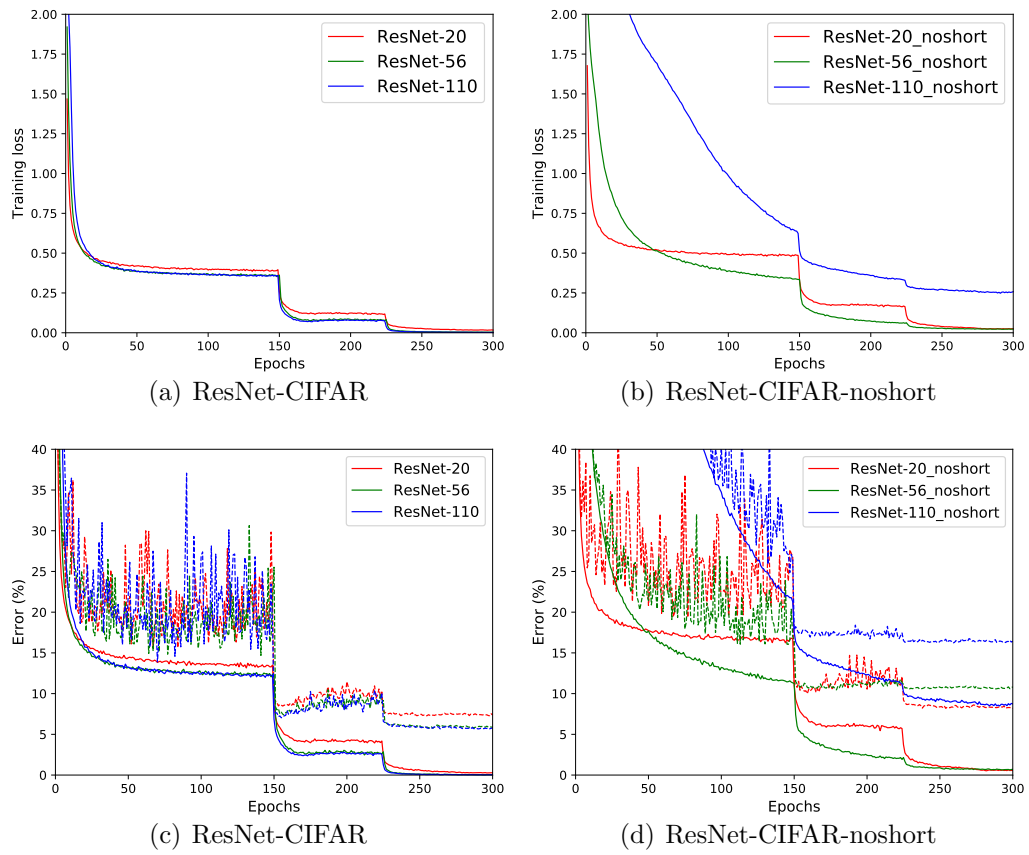 2.00
1.75
1.50
1.25
1.00
0.75
0.50
0.25
0.00
Training loss
ResNet-20
ResNet-56
ResNet-110
0 50 100 150 200 250 300
Epochs
(a) ResNet-CIFAR
2.00
1.75
1.50
1.25
1.00
0.75
0.50
0.25
0.00
Training loss
ResNet-20_noshort
ResNet-56_noshort
ResNet-110_noshort
0 50 100 150 200 250 300
Epochs
(b) ResNet-CIFAR-noshort
40
35
30
25
20
15
10
5
0
Error (%)
ResNet-20
ResNet-56
ResNet-110
0 50 100 150 200 250 300
Epochs
(c) ResNet-CIFAR
40
35
30
25
20
15
10
5
0
Error (%)
ResNet-20_noshort
ResNet-56_noshort
ResNet-110_noshort
0 50 100 150 200 250 300
Epochs
(d) ResNet-CIFAR-noshort